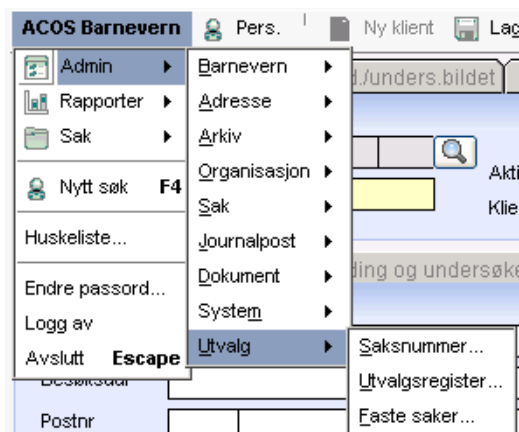 ACOS Barnevern Pers. Ny klient Lag
Admin
Rapporter
Sak
Nytt søk F4
Huskeliste...
Endre passord...
Logg av
Avslutt Escape
Barnevern
Adresse
Arkiv
Organisasjon
Sak
Journalpost
Dokument
System
Utvalg
Saksnummer...
Utvalgsregister...
Faste saker...
d./unders.bildet
Akti
Klie
ding og undersøke
Postnr